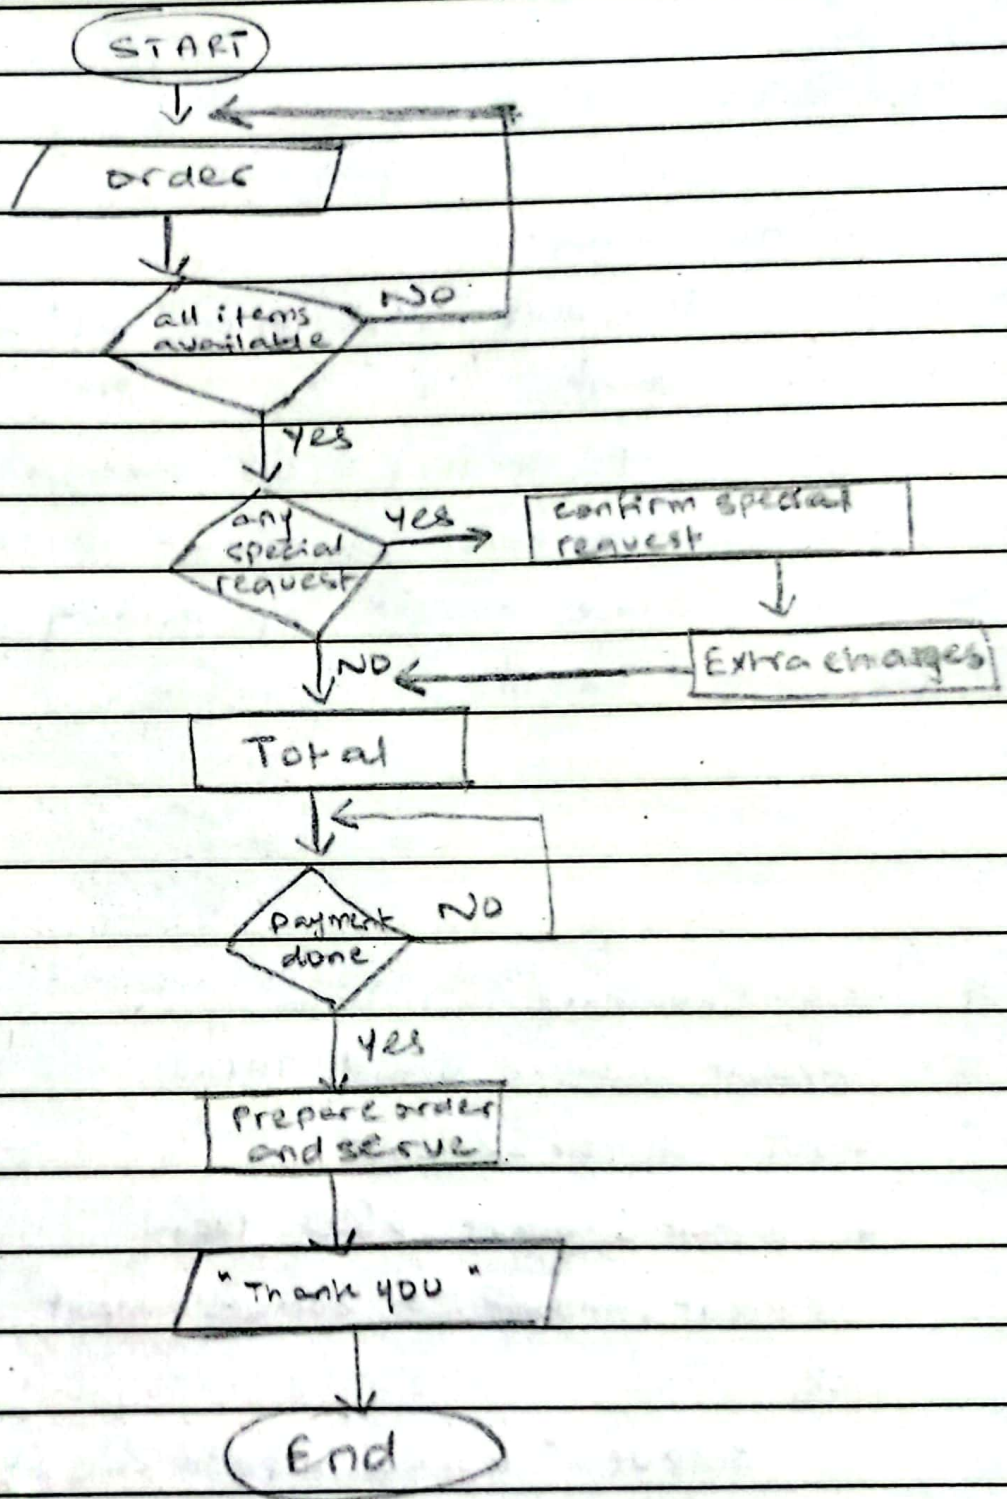 START
order
all items
available
NO
yes
any
special
request
yes
confirm special
request
Extra charges
NO
Total
payment
done
NO
yes
Prepare order
and serve
"Thank you"
End